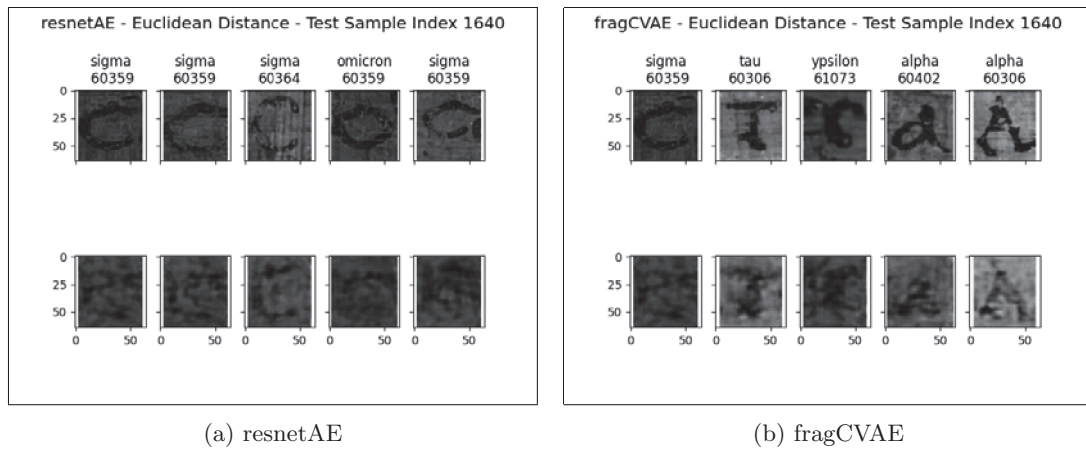 resnetAE - Euclidean Distance - Test Sample Index 1640
sigma sigma sigma omicron sigma
60359 60359 60364 60359 60359
0
25
50
0
25
50
0 50 0 50 0 50 0 50 0 50
(a) resnetAE
fragCVAE - Euclidean Distance - Test Sample Index 1640
sigma tau ypsilon alpha alpha
60359 60306 61073 60402 60306
0
25
50
0
25
50
0 50 0 50 0 50 0 50 0 50
(b) fragCVAE